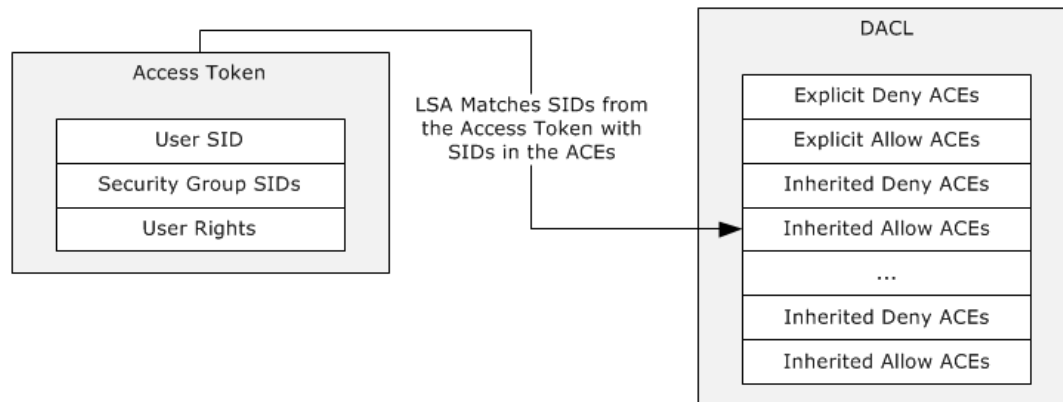 Access Token
User SID
Security Group SIDs
User Rights
LSA Matches SIDs from
the Access Token with
SIDs in the ACEs
DACL
Explicit Deny ACEs
Explicit Allow ACEs
Inherited Deny ACEs
Inherited Allow ACEs
...
Inherited Deny ACEs
Inherited Allow ACEs